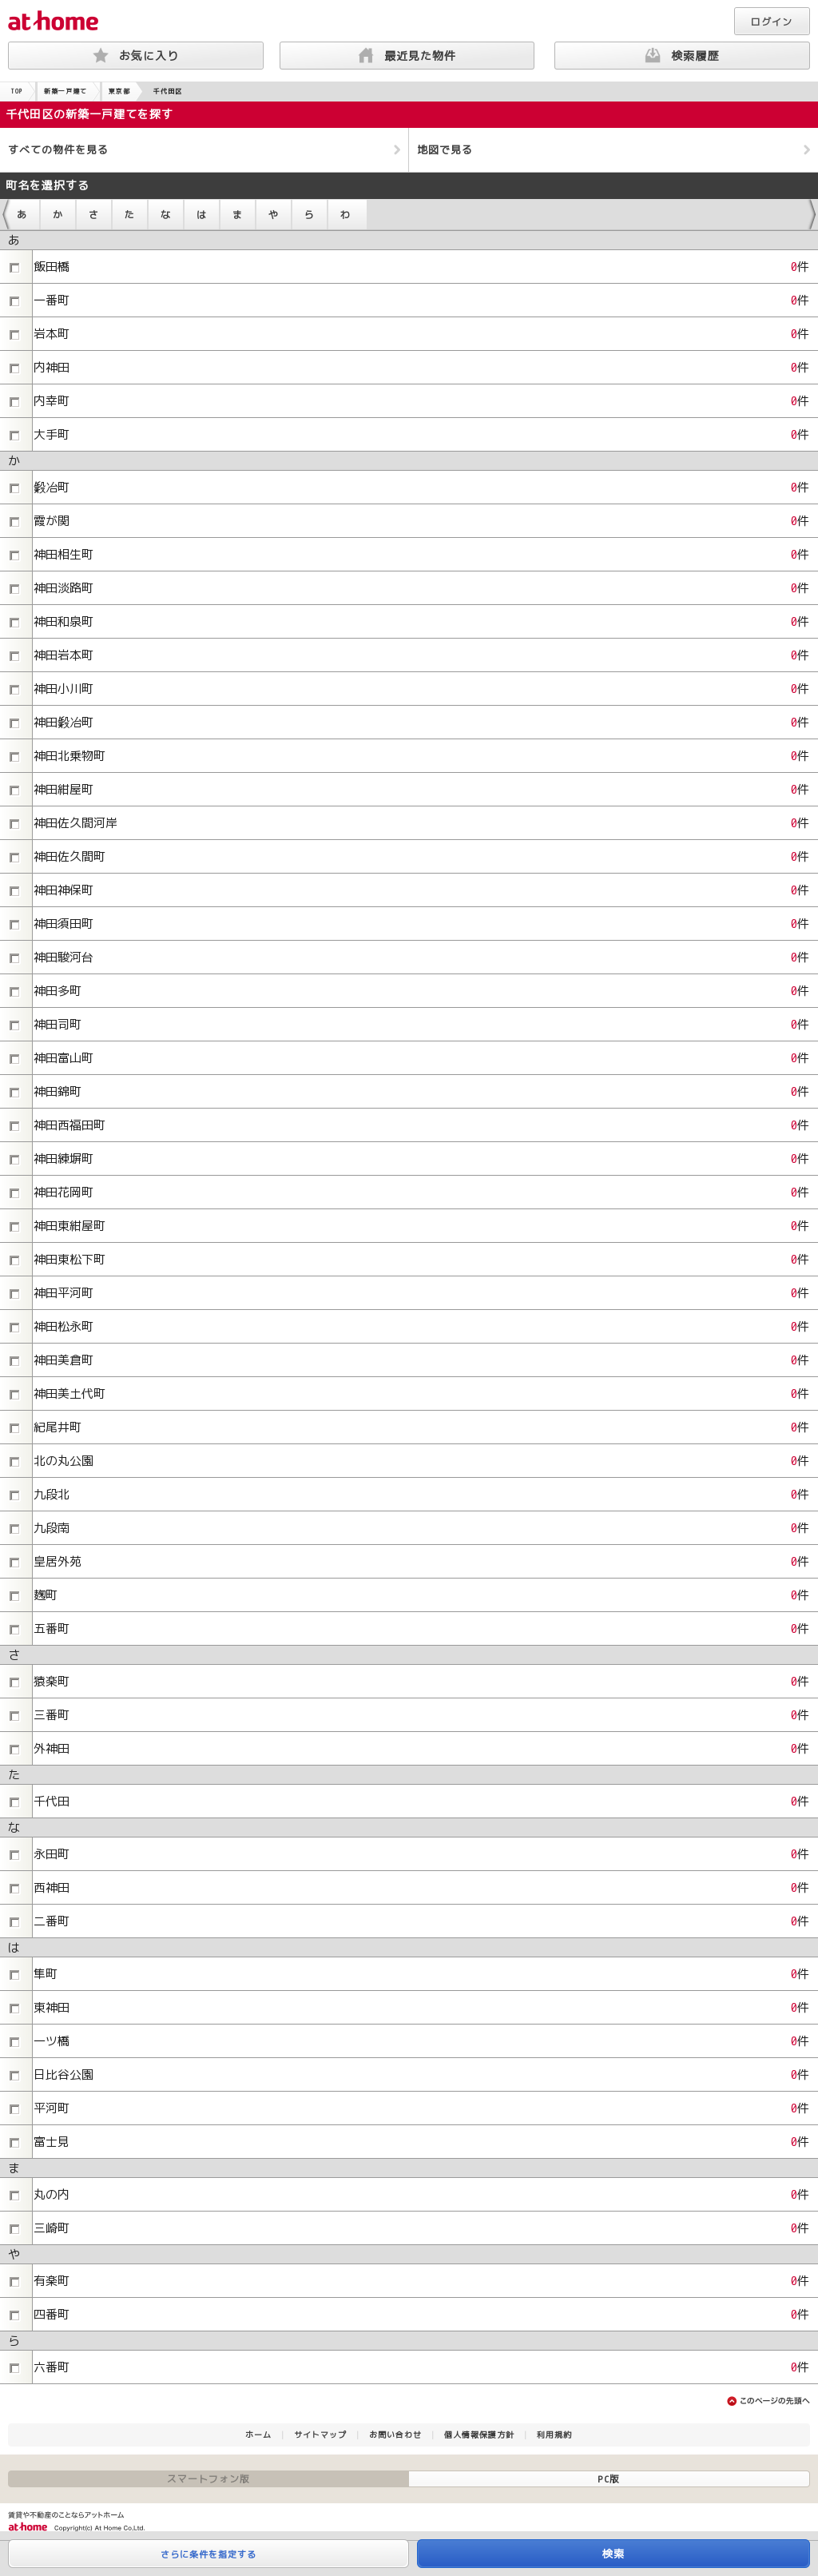 at home
ログイン
お気に入り
最近見た物件
検索履歴
TOP 新築一戸建て 東京都 千代田区
千代田区の新築一戸建てを探す
すべての物件を見る
地図で見る
町名を選択する
あ か さ た な は ま や ら わ
あ
飯田橋 0件
一番町 0件
岩本町 0件
内神田 0件
内幸町 0件
大手町 0件
か
鍛冶町 0件
霞が関 0件
神田相生町 0件
神田淡路町 0件
神田和泉町 0件
神田岩本町 0件
神田小川町 0件
神田鍛冶町 0件
神田北乗物町 0件
神田紺屋町 0件
神田佐久間河岸 0件
神田佐久間町 0件
神田神保町 0件
神田須田町 0件
神田駿河台 0件
神田多町 0件
神田司町 0件
神田富山町 0件
神田錦町 0件
神田西福田町 0件
神田練塀町 0件
神田花岡町 0件
神田東紺屋町 0件
神田東松下町 0件
神田平河町 0件
神田松永町 0件
神田美倉町 0件
神田美土代町 0件
紀尾井町 0件
北の丸公園 0件
九段北 0件
九段南 0件
皇居外苑 0件
麹町 0件
五番町 0件
さ
猿楽町 0件
三番町 0件
外神田 0件
た
千代田 0件
な
永田町 0件
西神田 0件
二番町 0件
は
隼町 0件
東神田 0件
一ツ橋 0件
日比谷公園 0件
平河町 0件
富士見 0件
ま
丸の内 0件
三崎町 0件
や
有楽町 0件
四番町 0件
ら
六番町 0件
このページの先頭へ
ホーム サイトマップ お問い合わせ 個人情報保護方針 利用規約
スマートフォン版 PC版
賃貸や不動産のことならアットホーム
at home Copyright(c) At Home Co.,Ltd.
さらに条件を指定する
検索